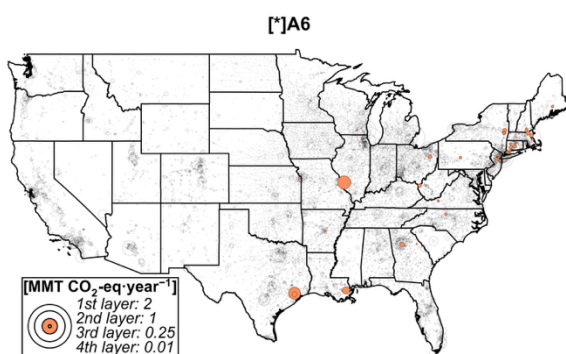 [*]A6
[MMT CO₂-eq·year⁻¹]
1st layer: 2
2nd layer: 1
3rd layer: 0.25
4th layer: 0.01